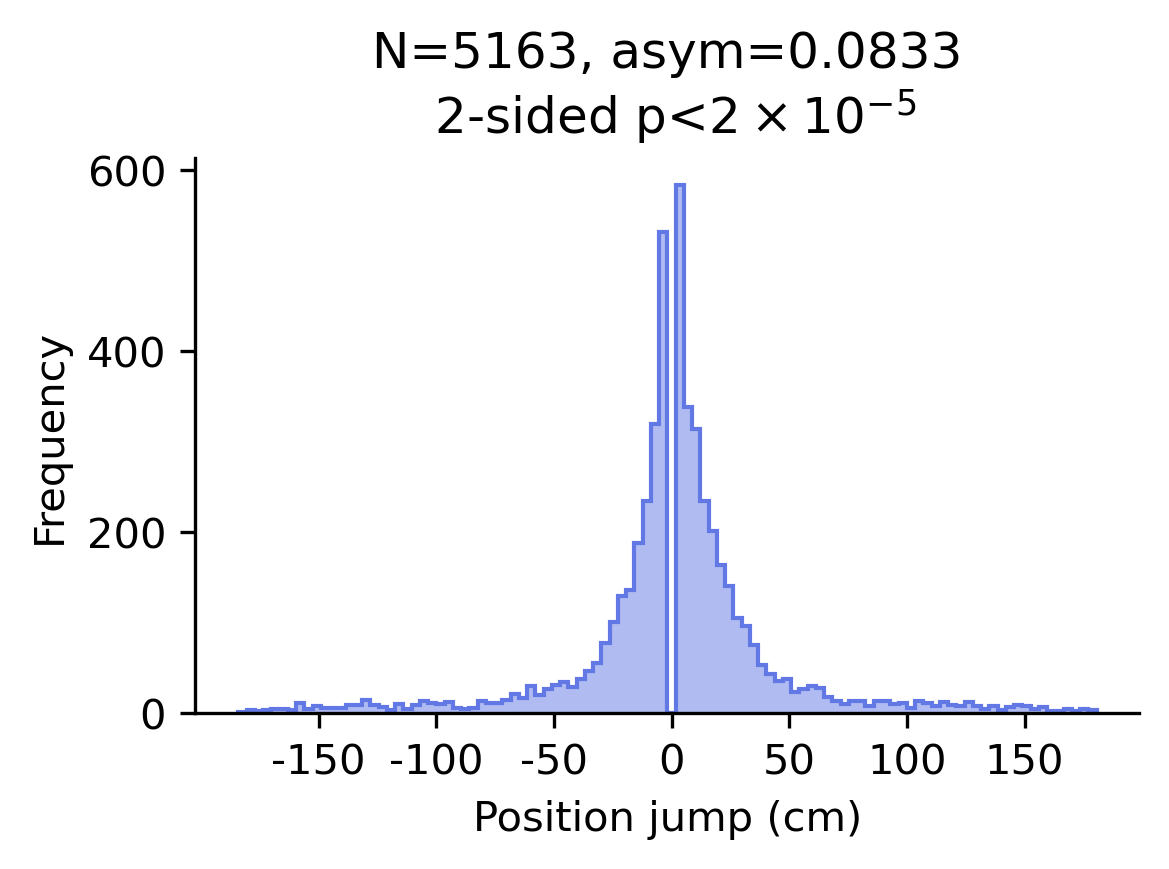 N=5163, asym=0.0833
2-sided p<2 × 10⁻⁵
600
400
200
0
Frequency
-150 -100 -50 0 50 100 150
Position jump (cm)